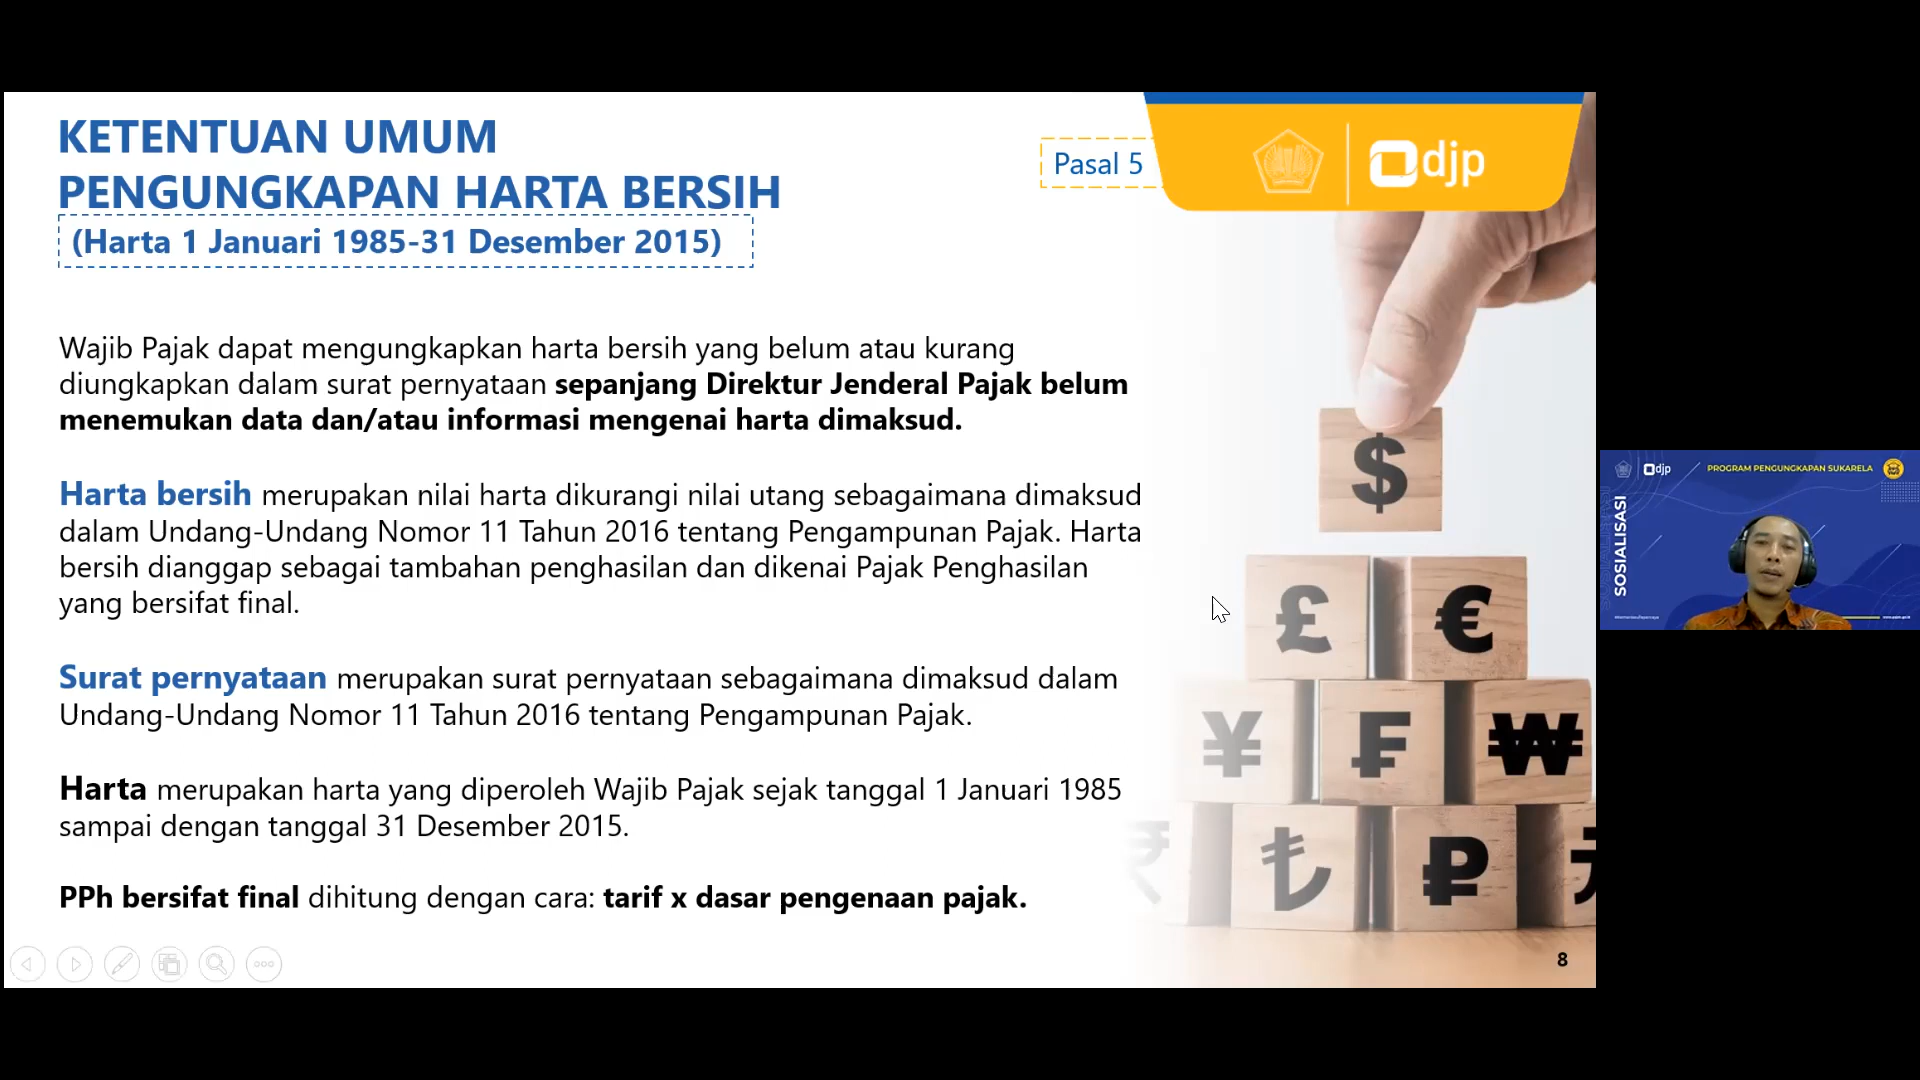 KETENTUAN UMUM
PENGUNGKAPAN HARTA BERSIH
(Harta 1 Januari 1985-31 Desember 2015)
Pasal 5
djp
Wajib Pajak dapat mengungkapkan harta bersih yang belum atau kurang
diungkapkan dalam surat pernyataan sepanjang Direktur Jenderal Pajak belum
menemukan data dan/atau informasi mengenai harta dimaksud.
Harta bersih merupakan nilai harta dikurangi nilai utang sebagaimana dimaksud
dalam Undang-Undang Nomor 11 Tahun 2016 tentang Pengampunan Pajak. Harta
bersih dianggap sebagai tambahan penghasilan dan dikenai Pajak Penghasilan
yang bersifat final.
Surat pernyataan merupakan surat pernyataan sebagaimana dimaksud dalam
Undang-Undang Nomor 11 Tahun 2016 tentang Pengampunan Pajak.
Harta merupakan harta yang diperoleh Wajib Pajak sejak tanggal 1 Januari 1985
sampai dengan tanggal 31 Desember 2015.
PPh bersifat final dihitung dengan cara: tarif x dasar pengenaan pajak.
$
£ €
¥ ₣ ₩
₹ ₺ ₽
8
djp
PROGRAM PENGUNGKAPAN SUKARELA
SOSIALISASI